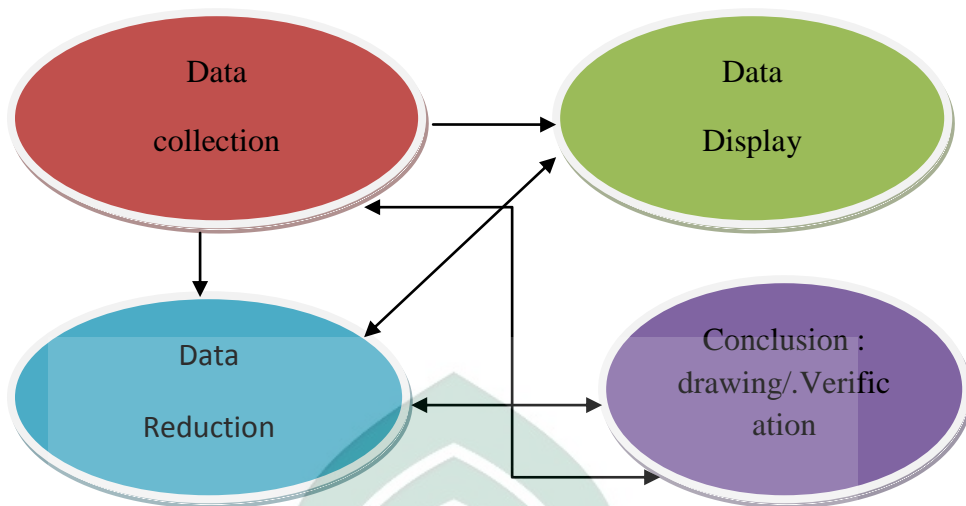 Data
collection
Data
Display
Data
Reduction
Conclusion :
drawing/.Verific
ation